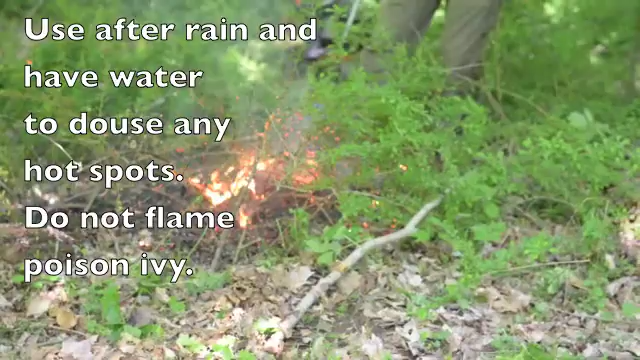 Use after rain and
have water
to douse any
hot spots.
Do not flame
poison ivy.